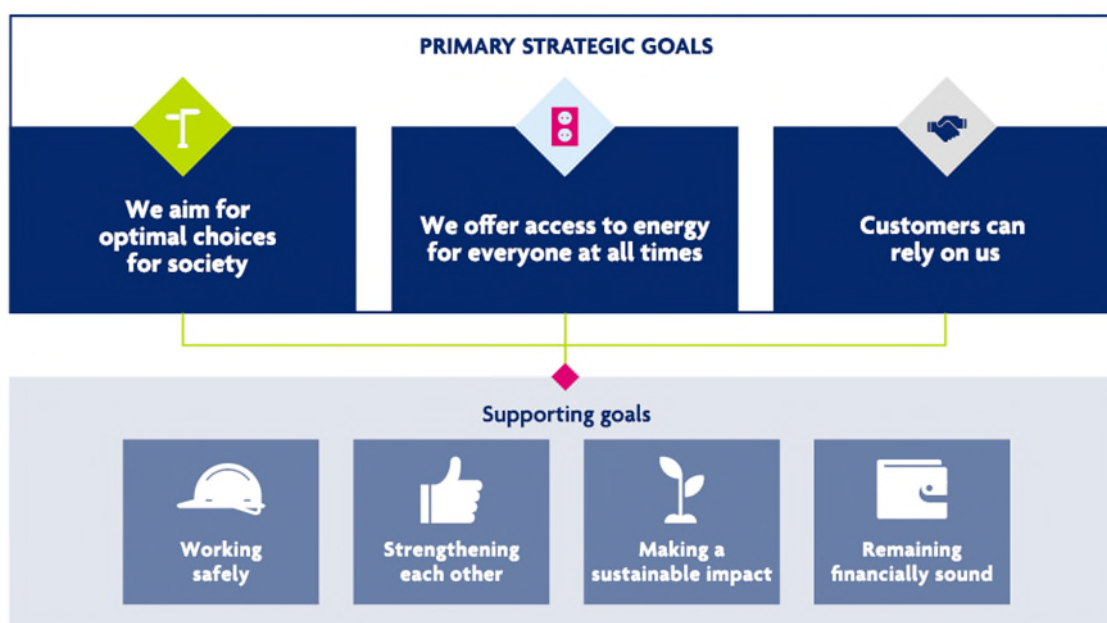 PRIMARY STRATEGIC GOALS
We aim for
optimal choices
for society
We offer access to energy
for everyone at all times
Customers can
rely on us
Supporting goals
Working
safely
Strengthening
each other
Making a
sustainable impact
Remaining
financially sound